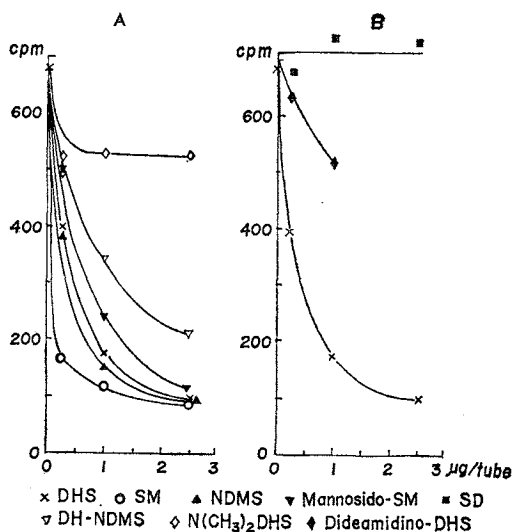 A
B
cpm
cpm
600
600
400
400
200
200
0
0
0 1 2 3
0 1 2 3 µg/tube
× DHS ○ SM ▲ NDMS ▼ Mannosido-SM ■ SD
▽ DH-NDMS ◇ N(CH₃)₂DHS ♦ Dideamidino-DHS